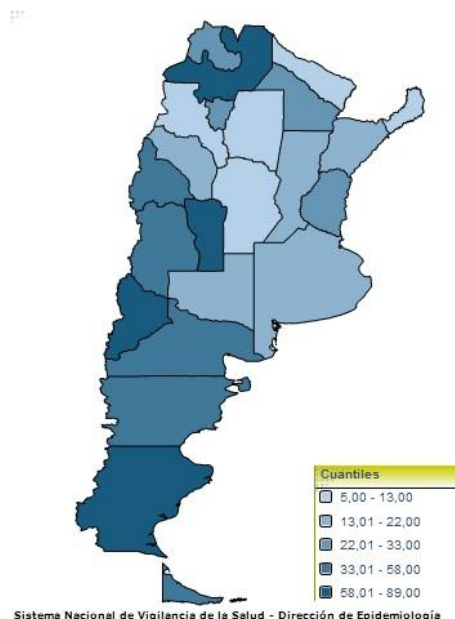 Cuantiles
5,00 - 13,00
13,01 - 22,00
22,01 - 33,00
33,01 - 58,00
58,01 - 89,00
Sistema Nacional de Vigilancia de la Salud - Dirección de Epidemiología